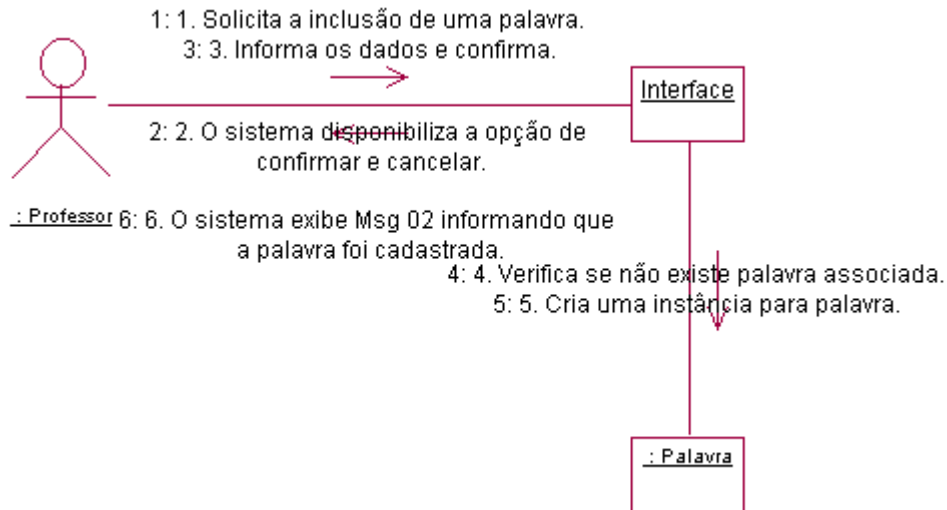 1: 1. Solicita a inclusão de uma palavra.
3: 3. Informa os dados e confirma.
Interface
2: 2. O sistema disponibiliza a opção de
confirmar e cancelar.
: Professor
6: 6. O sistema exibe Msg 02 informando que
a palavra foi cadastrada.
4: 4. Verifica se não existe palavra associada.
5: 5. Cria uma instância para palavra.
: Palavra